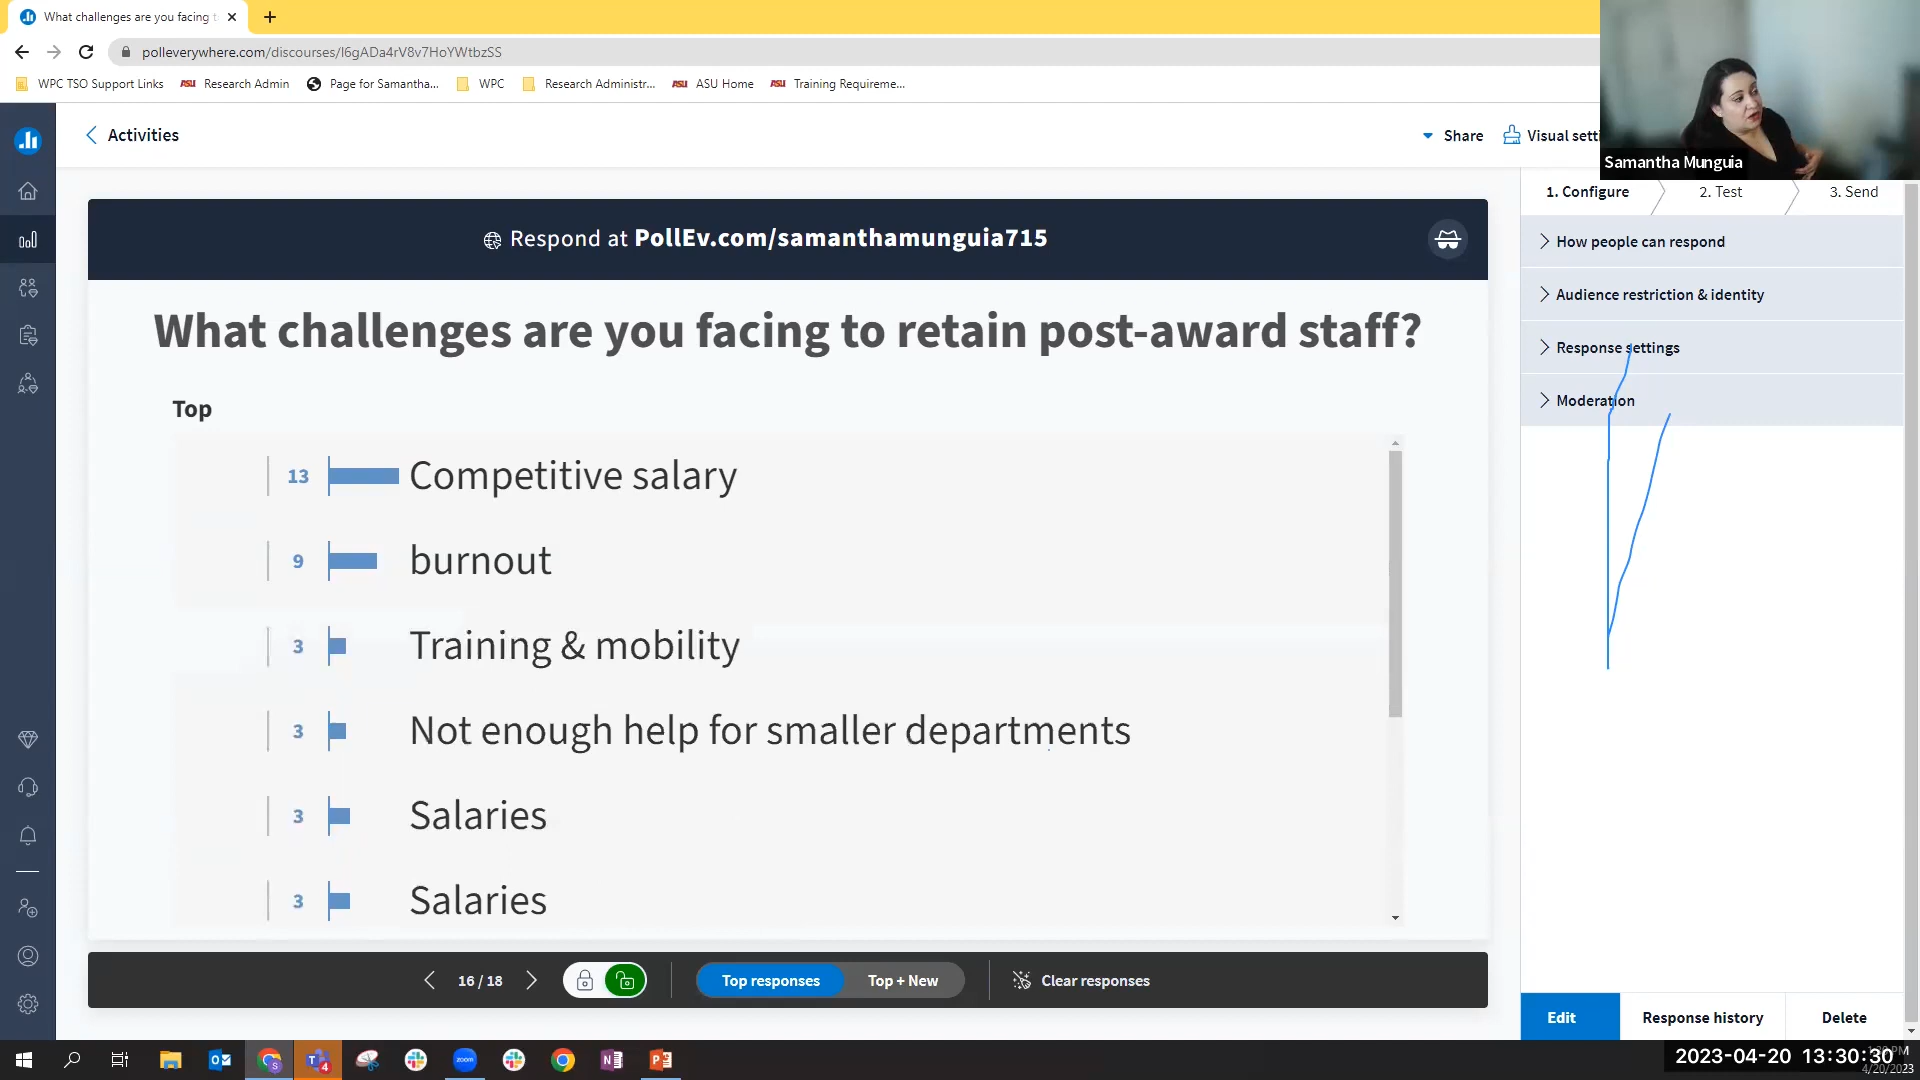 What challenges are you facing t
polleverywhere.com/discourses/I6gADa4rV8v7HoYWtbzSS
WPC TSO Support Links
ASU Research Admin
Page for Samantha...
WPC
Research Administr...
ASU ASU Home
ASU Training Requireme...
Activities
Share
Visual setti
Samantha Munguia
1. Configure
2. Test
3. Send
Respond at PollEv.com/samanthamunguia715
How people can respond
Audience restriction & identity
Response settings
Moderation
What challenges are you facing to retain post-award staff?
Top
13 Competitive salary
9 burnout
3 Training & mobility
3 Not enough help for smaller departments
3 Salaries
3 Salaries
16 / 18
Top responses
Top + New
Clear responses
Edit
Response history
Delete
2023-04-20 13:30:30
4/20/2023